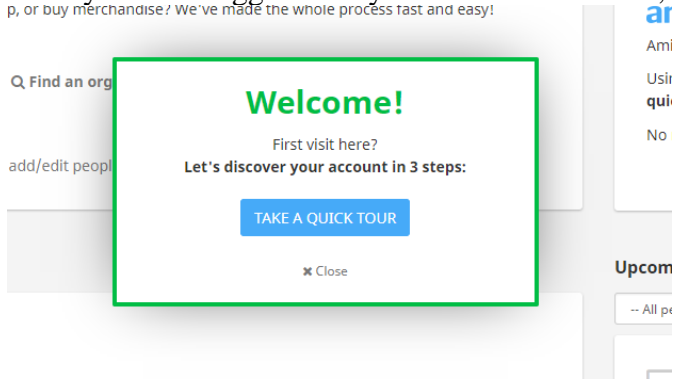 p, or buy merchandise? We've made the whole process fast and easy!
Find an org
add/edit peopl
Welcome!
First visit here?
Let's discover your account in 3 steps:
TAKE A QUICK TOUR
✖ Close
Ami
Usin
quic
No
Upcom
-- All pe